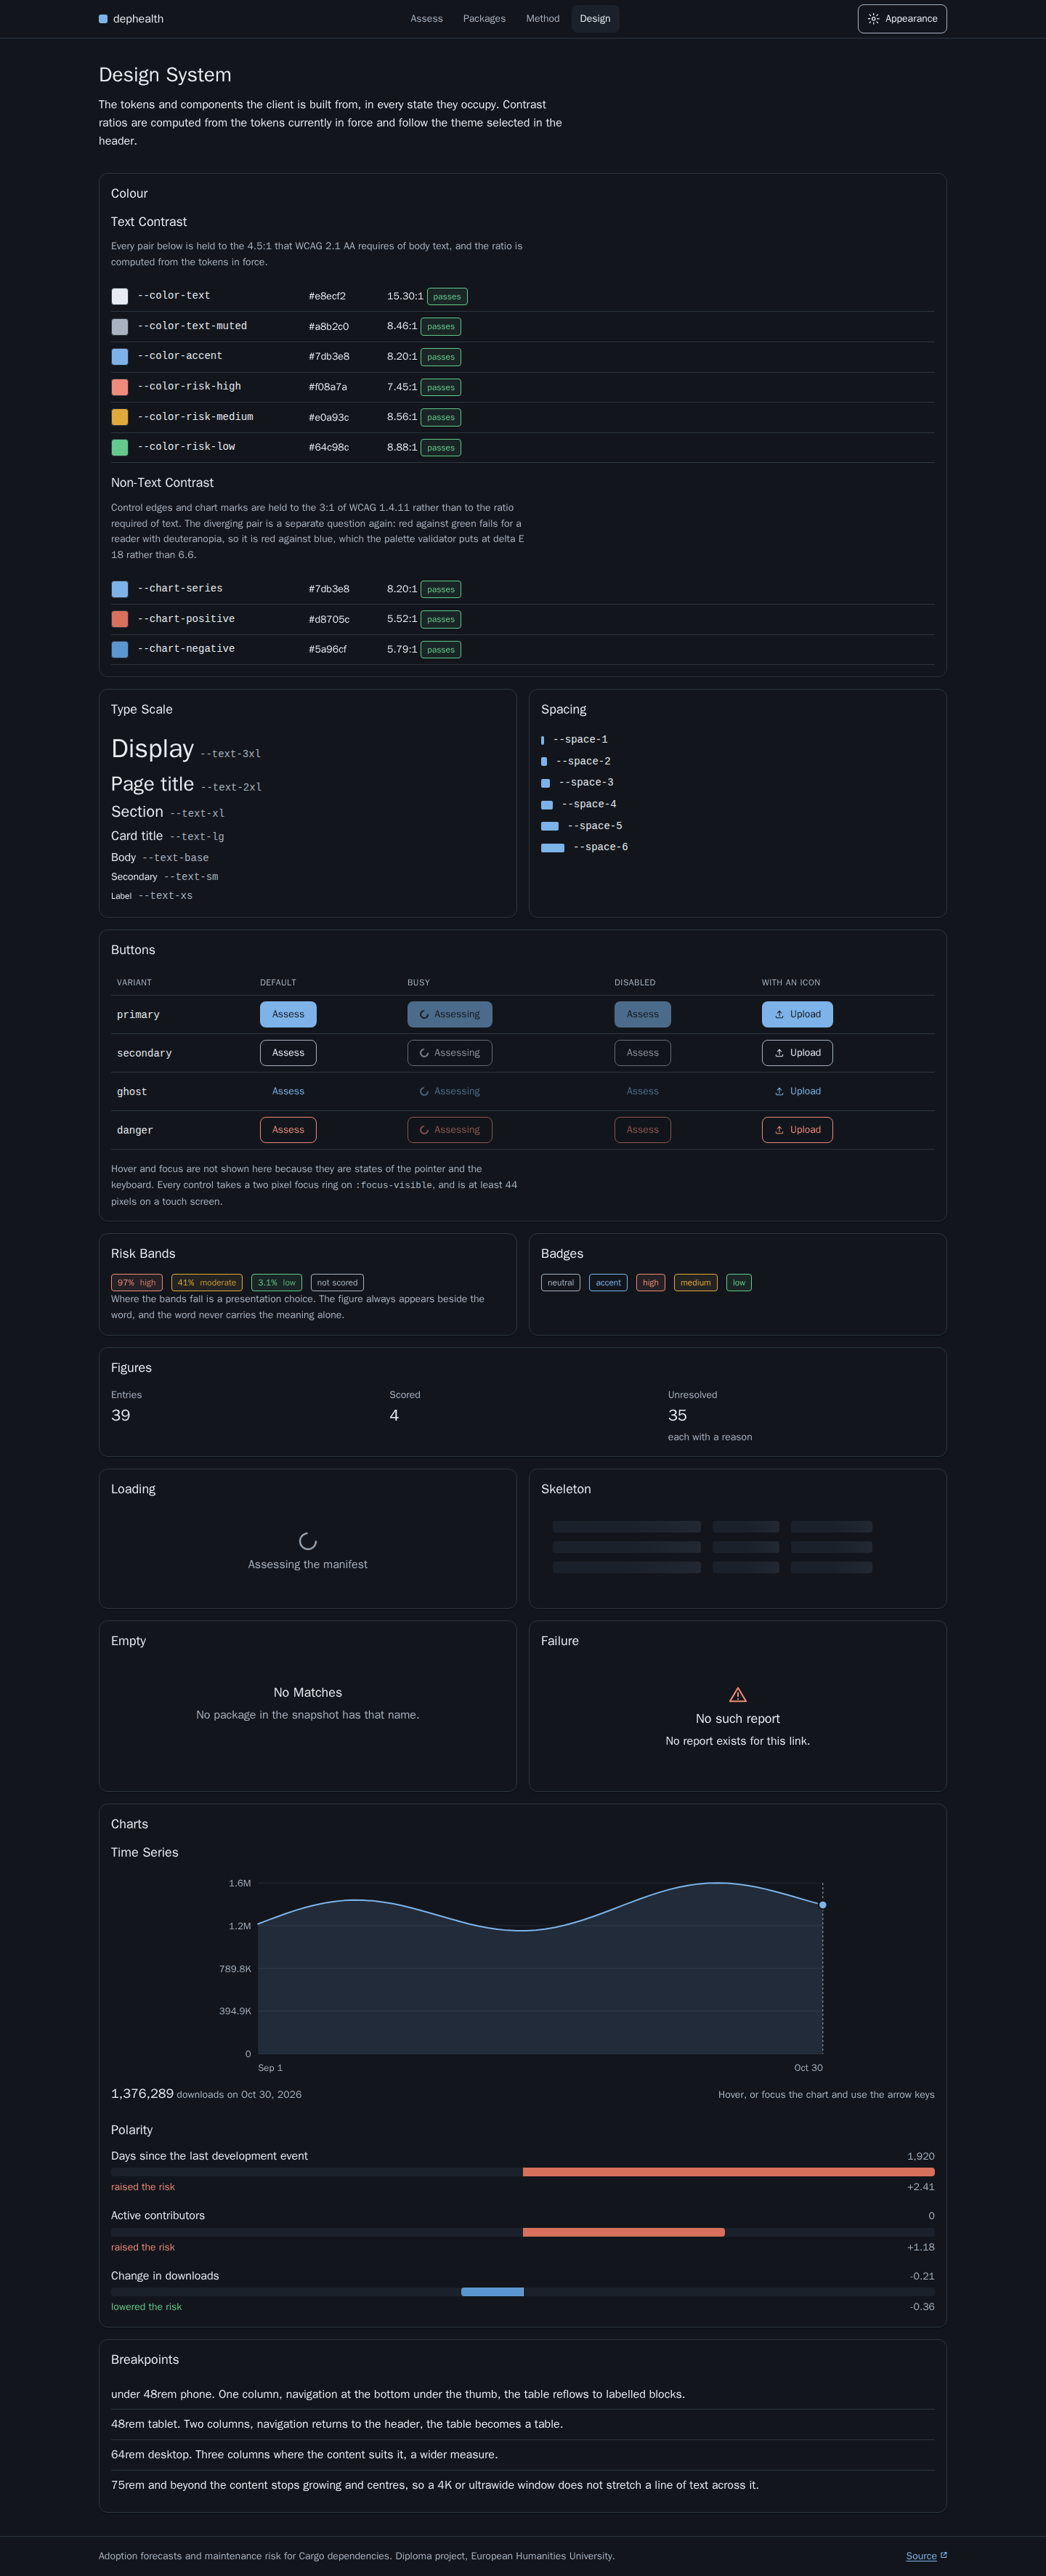 dephealth Assess Packages Method Design Appearance
Design System
The tokens and components the client is built from, in every state they occupy. Contrast
ratios are computed from the tokens currently in force and follow the theme selected in the
header.
Colour
Text Contrast
Every pair below is held to the 4.5:1 that WCAG 2.1 AA requires of body text, and the ratio is
computed from the tokens in force.
--color-text #e8ecf2 15.30:1 passes
--color-text-muted #a8b2c0 8.46:1 passes
--color-accent #7db3e8 8.20:1 passes
--color-risk-high #f08a7a 7.45:1 passes
--color-risk-medium #e0a93c 8.56:1 passes
--color-risk-low #64c98c 8.88:1 passes
Non-Text Contrast
Control edges and chart marks are held to the 3:1 of WCAG 1.4.11 rather than to the ratio
required of text. The diverging pair is a separate question again: red against green fails for a
reader with deuteranopia, so it is red against blue, which the palette validator puts at delta E
18 rather than 6.6.
--chart-series #7db3e8 8.20:1 passes
--chart-positive #d8705c 5.52:1 passes
--chart-negative #5a96cf 5.79:1 passes
Type Scale
Display --text-3xl
Page title --text-2xl
Section --text-xl
Card title --text-lg
Body --text-base
Secondary --text-sm
Label --text-xs
Spacing
--space-1
--space-2
--space-3
--space-4
--space-5
--space-6
Buttons
VARIANT DEFAULT BUSY DISABLED WITH AN ICON
primary Assess Assessing Assess Upload
secondary Assess Assessing Assess Upload
ghost Assess Assessing Assess Upload
danger Assess Assessing Assess Upload
Hover and focus are not shown here because they are states of the pointer and the
keyboard. Every control takes a two pixel focus ring on :focus-visible, and is at least 44
pixels on a touch screen.
Risk Bands
97% high 41% moderate 3.1% low not scored
Where the bands fall is a presentation choice. The figure always appears beside the
word, and the word never carries the meaning alone.
Badges
neutral accent high medium low
Figures
Entries Scored Unresolved
39 4 35
each with a reason
Loading
Assessing the manifest
Skeleton
Empty
No Matches
No package in the snapshot has that name.
Failure
No such report
No report exists for this link.
Charts
Time Series
1.6M
1.2M
789.8K
394.9K
0
Sep 1 Oct 30
1,376,289 downloads on Oct 30, 2026 Hover, or focus the chart and use the arrow keys
Polarity
Days since the last development event 1,920
raised the risk +2.41
Active contributors 0
raised the risk +1.18
Change in downloads -0.21
lowered the risk -0.36
Breakpoints
under 48rem phone. One column, navigation at the bottom under the thumb, the table reflows to labelled blocks.
48rem tablet. Two columns, navigation returns to the header, the table becomes a table.
64rem desktop. Three columns where the content suits it, a wider measure.
75rem and beyond the content stops growing and centres, so a 4K or ultrawide window does not stretch a line of text across it.
Adoption forecasts and maintenance risk for Cargo dependencies. Diploma project, European Humanities University. Source